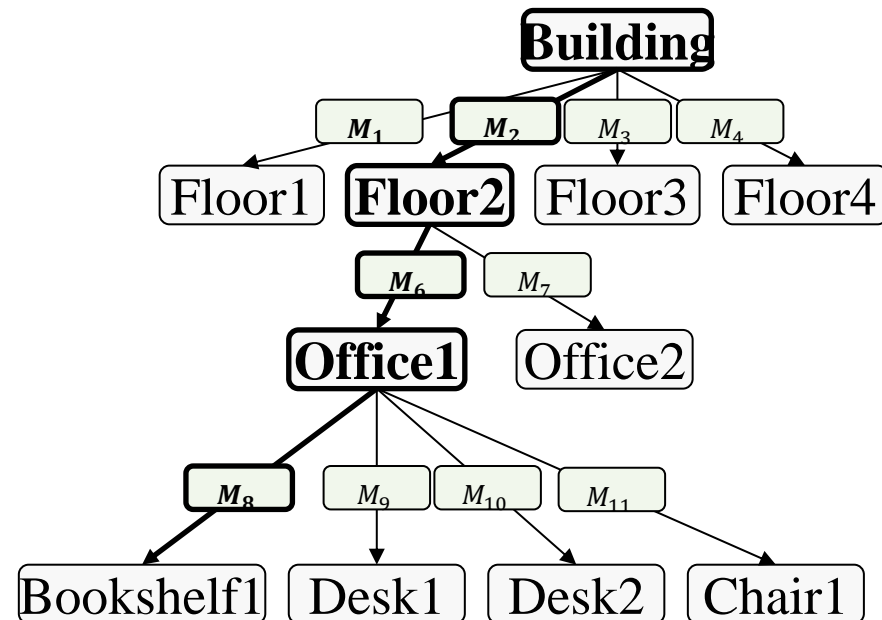 Building
M₁ M₂ M₃ M₄
Floor1 Floor2 Floor3 Floor4
M₆ M₇
Office1 Office2
M₈ M₉ M₁₀ M₁₁
Bookshelf1 Desk1 Desk2 Chair1